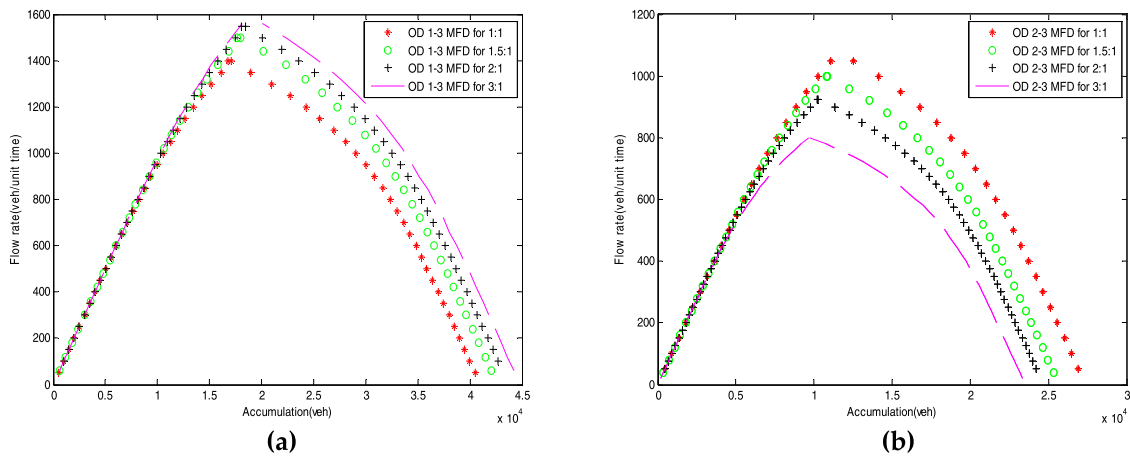 1600
1400
1200
1000
800
600
400
200
0
Flow rate(veh/unit time)
OD 1-3 MFD for 1:1
OD 1-3 MFD for 1.5:1
OD 1-3 MFD for 2:1
OD 1-3 MFD for 3:1
0 0.5 1 1.5 2 2.5 3 3.5 4 4.5
Accumulation(veh)
x 10^4
(a)
1200
1000
800
600
400
200
0
Flow rate(veh/unit time)
OD 2-3 MFD for 1:1
OD 2-3 MFD for 1.5:1
OD 2-3 MFD for 2:1
OD 2-3 MFD for 3:1
0 0.5 1 1.5 2 2.5 3
Accumulation(veh)
x 10^4
(b)